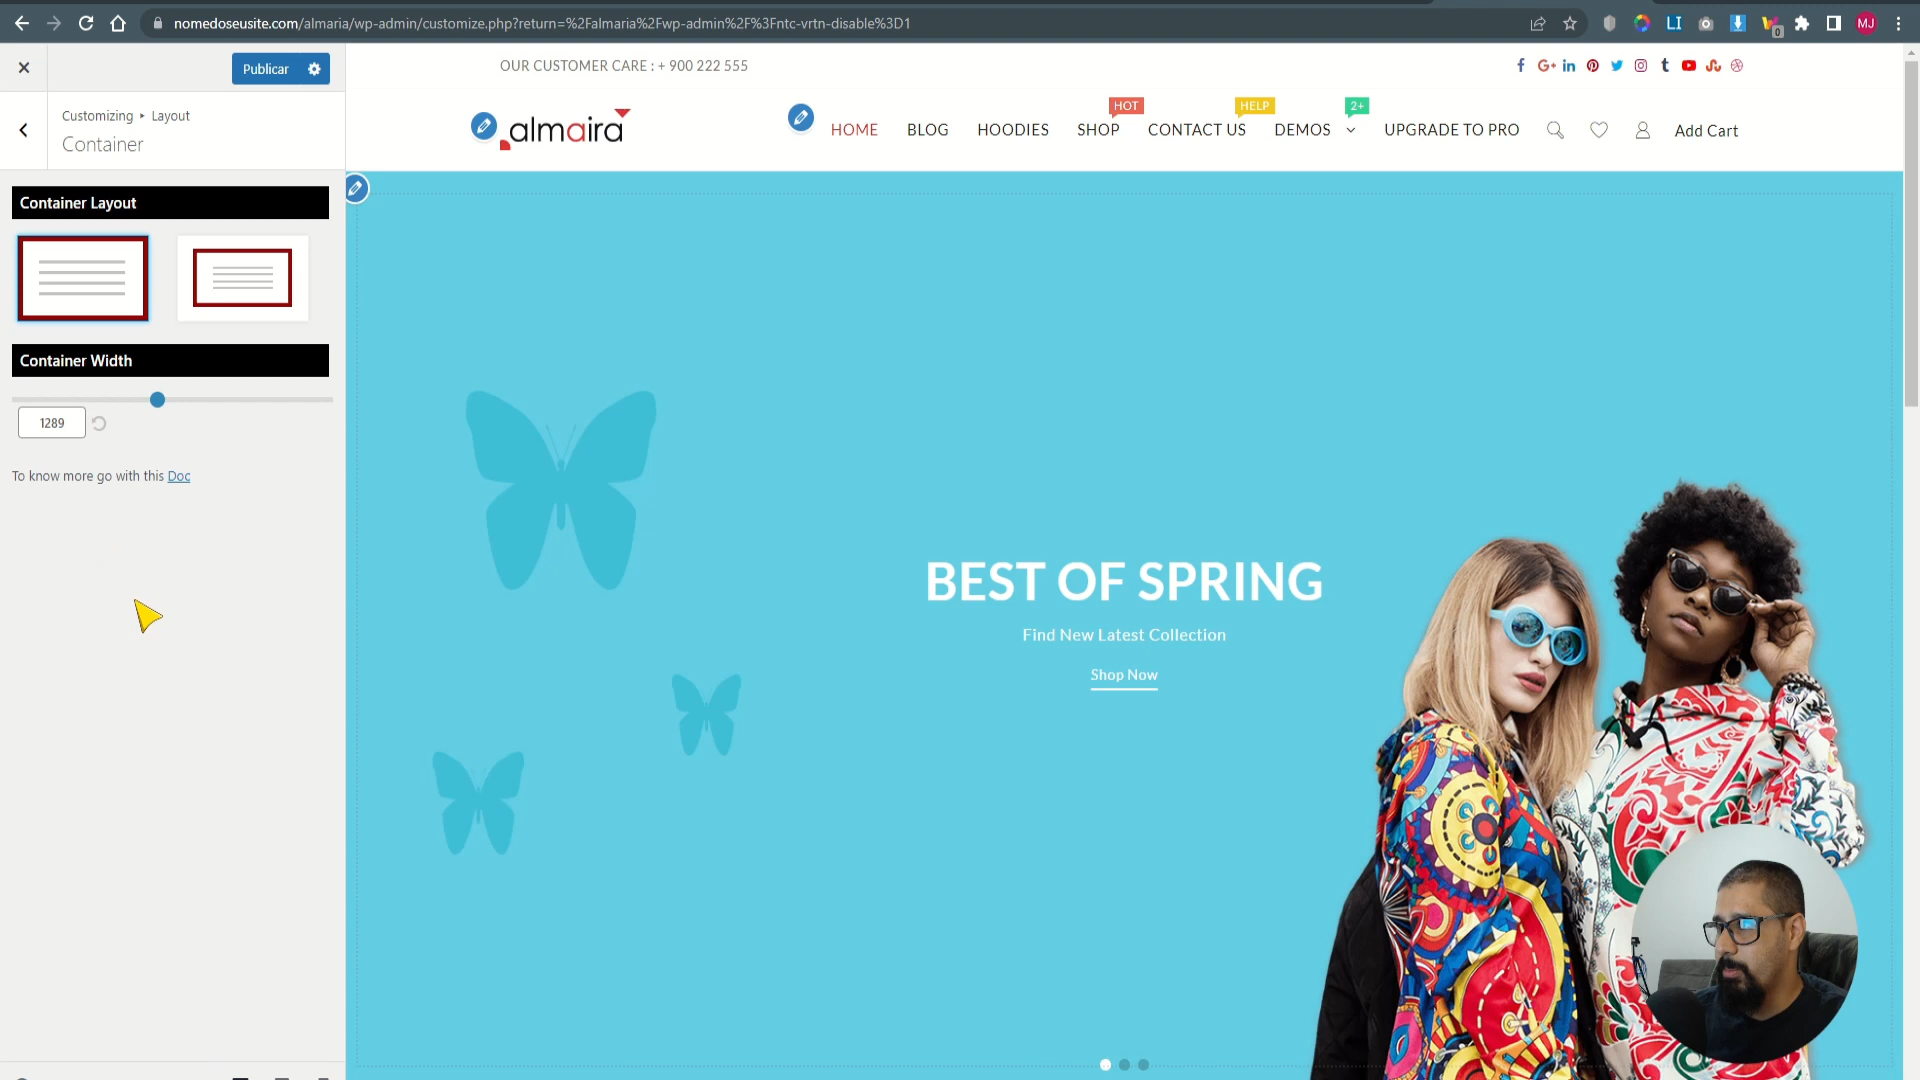 nomedoseusite.com/almaria/wp-admin/customize.php?return=%2Falmaria%2Fwp-admin%2F%3Fntc-vrtn-disable%3D1
LI
0
MJ
Publicar
Customizing ▸ Layout
Container
Container Layout
Container Width
1289
To know more go with this Doc
OUR CUSTOMER CARE : + 900 222 555
almaira
HOT
HELP
2+
HOME
BLOG
HOODIES
SHOP
CONTACT US
DEMOS
UPGRADE TO PRO
Add Cart
BEST OF SPRING
Find New Latest Collection
Shop Now